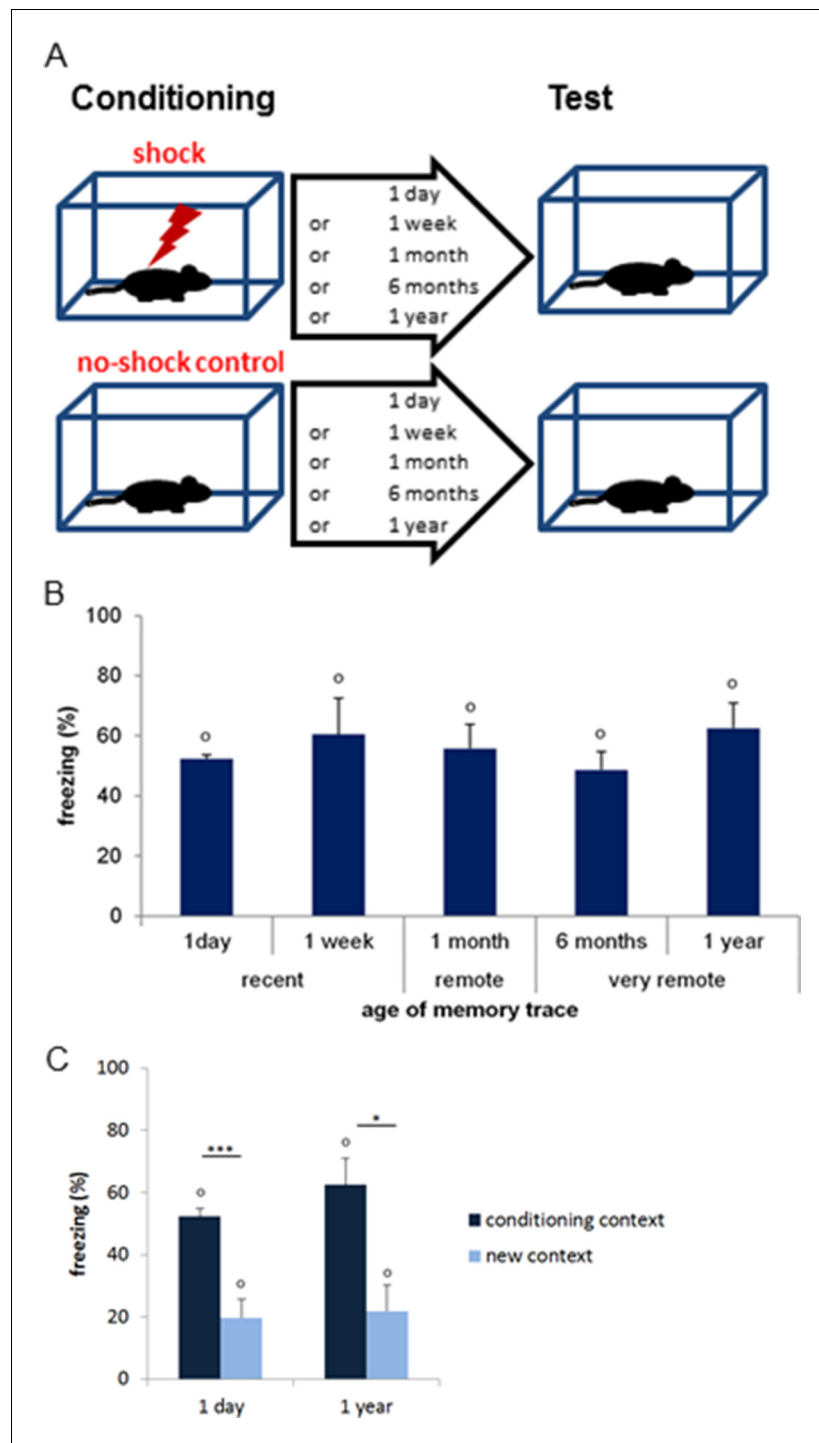 A
Conditioning Test
shock
1 day
or 1 week
or 1 month
or 6 months
or 1 year
no-shock control
1 day
or 1 week
or 1 month
or 6 months
or 1 year
B
freezing (%)
100
80
60
40
20
0
1day 1 week 1 month 6 months 1 year
recent remote very remote
age of memory trace
C
freezing (%)
100
80
60
40
20
0
***
*
conditioning context
new context
1 day 1 year